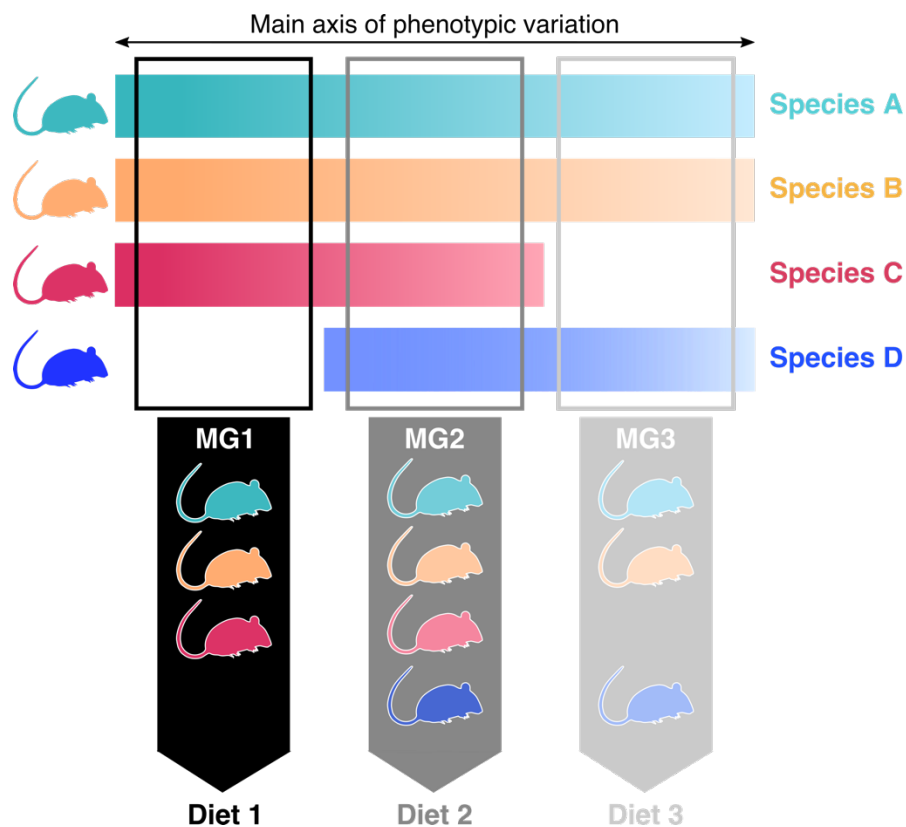 Main axis of phenotypic variation
Species A
Species B
Species C
Species D
MG1 MG2 MG3
Diet 1 Diet 2 Diet 3